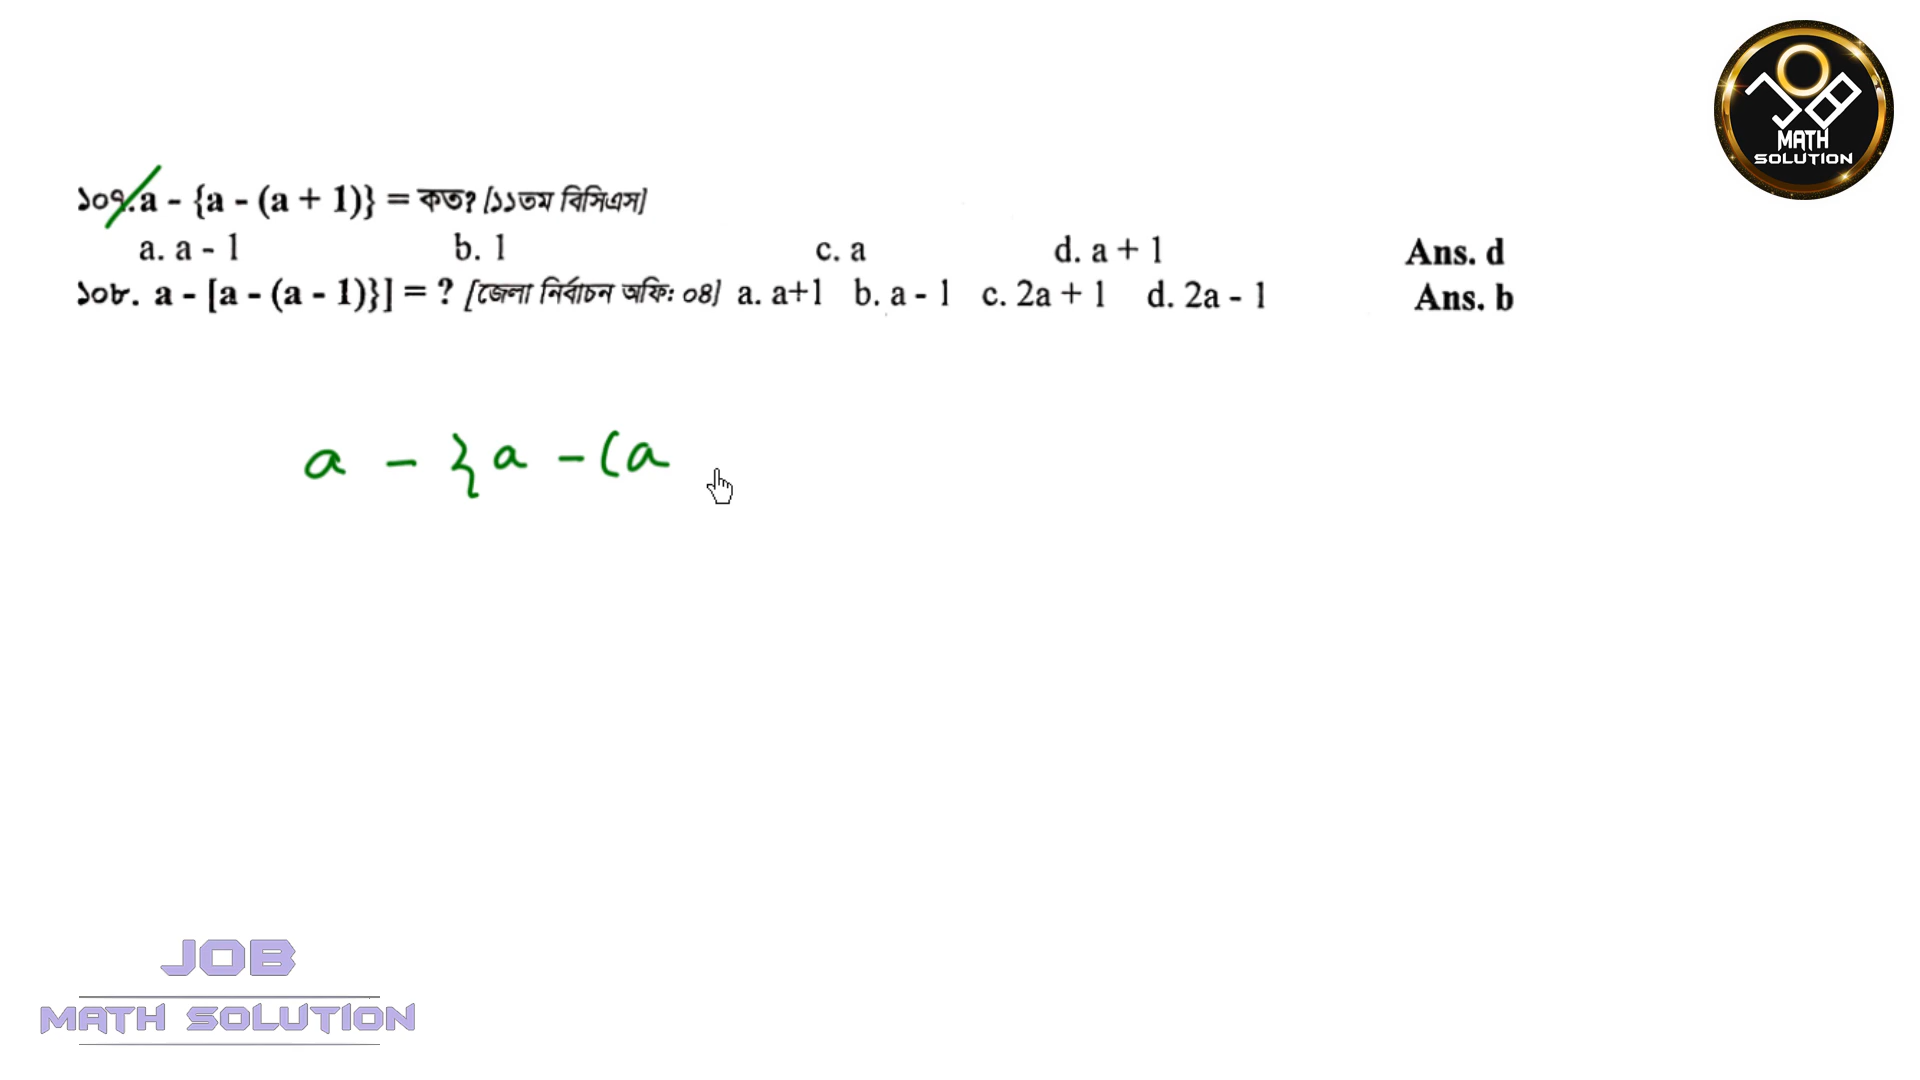 JOB
MATH
SOLUTION
১০৭.a - {a - (a + 1)} = কত? [১১তম বিসিএস]
a. a - 1 b. 1 c. a d. a + 1 Ans. d
১০৮. a - [a - (a - 1)}] = ? [জেলা নির্বাচন অফি: ০৪] a. a+1 b. a - 1 c. 2a + 1 d. 2a - 1 Ans. b
a - { a - (a
JOB
MATH SOLUTION